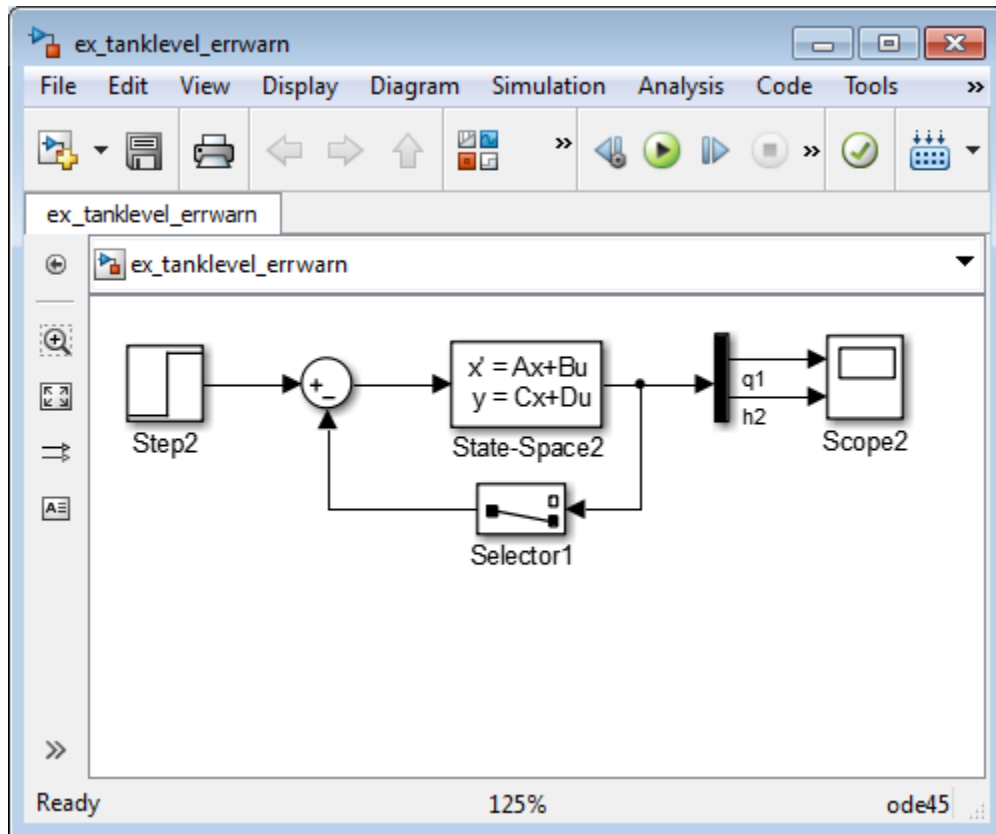 ex_tanklevel_errwarn
File Edit View Display Diagram Simulation Analysis Code Tools »
» »
ex_tanklevel_errwarn
ex_tanklevel_errwarn
x' = Ax+Bu
y = Cx+Du
+
−
q1
h2
Step2
State-Space2
Scope2
Selector1
A
»
Ready 125% ode45